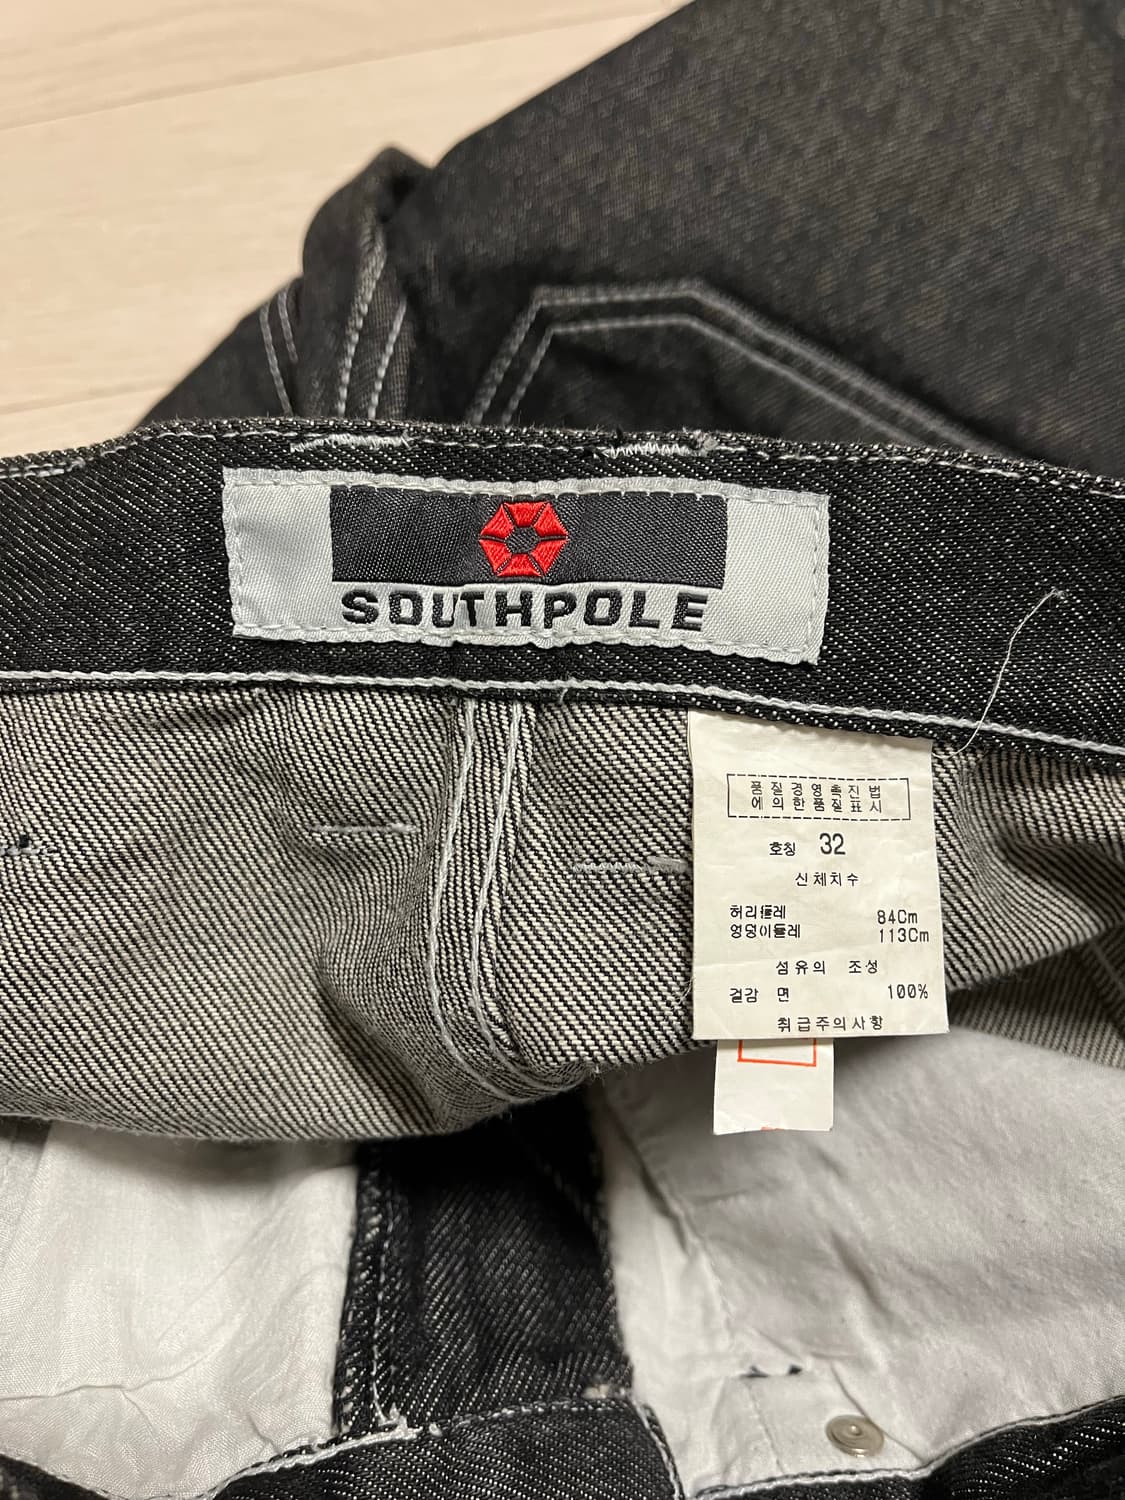 SOUTHPOLE
품질경영촉진법
에의한품질표시
호칭 32
신체치수
허리둘레 84Cm
엉덩이둘레 113Cm
섬유의 조성
겉감 면 100%
취급주의사항